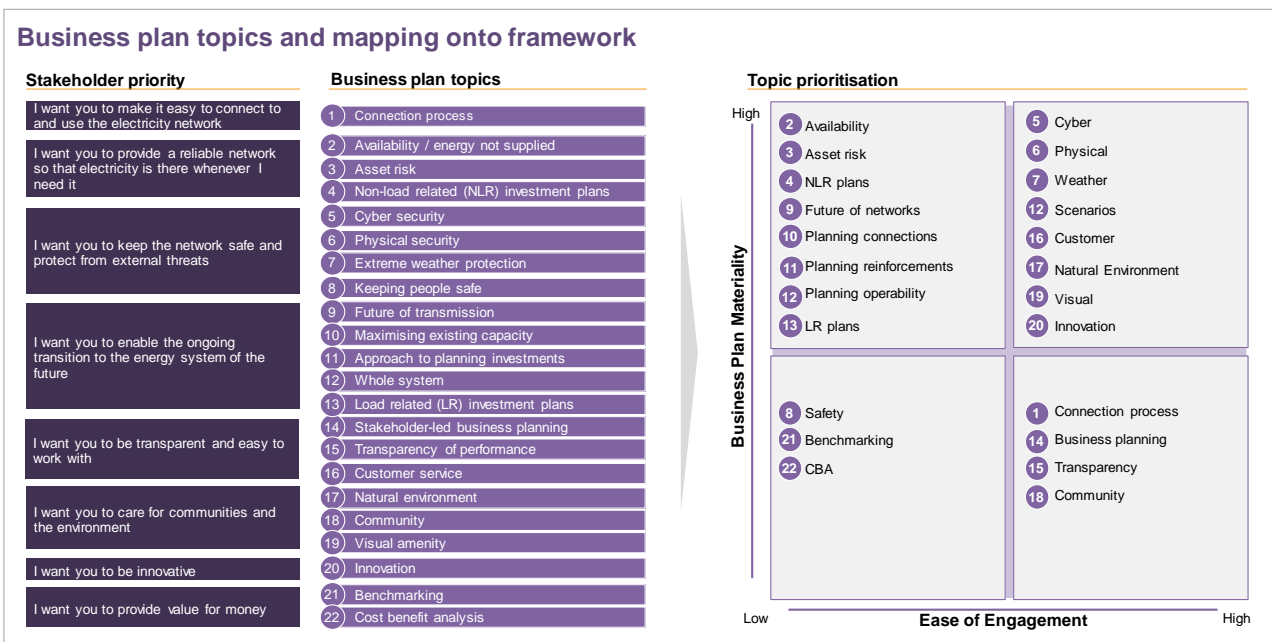 Business plan topics and mapping onto framework
Stakeholder priority
I want you to make it easy to connect to
and use the electricity network
I want you to provide a reliable network
so that electricity is there whenever I
need it
I want you to keep the network safe and
protect from external threats
I want you to enable the ongoing
transition to the energy system of the
future
I want you to be transparent and easy to
work with
I want you to care for communities and
the environment
I want you to be innovative
I want you to provide value for money
Business plan topics
1 Connection process
2 Availability / energy not supplied
3 Asset risk
4 Non-load related (NLR) investment plans
5 Cyber security
6 Physical security
7 Extreme weather protection
8 Keeping people safe
9 Future of transmission
10 Maximising existing capacity
11 Approach to planning investments
12 Whole system
13 Load related (LR) investment plans
14 Stakeholder-led business planning
15 Transparency of performance
16 Customer service
17 Natural environment
18 Community
19 Visual amenity
20 Innovation
21 Benchmarking
22 Cost benefit analysis
Topic prioritisation
High
Business Plan Materiality
2 Availability
3 Asset risk
4 NLR plans
9 Future of networks
10 Planning connections
11 Planning reinforcements
12 Planning operability
13 LR plans
5 Cyber
6 Physical
7 Weather
12 Scenarios
16 Customer
17 Natural Environment
19 Visual
20 Innovation
8 Safety
21 Benchmarking
22 CBA
1 Connection process
14 Business planning
15 Transparency
18 Community
Low
Ease of Engagement
High